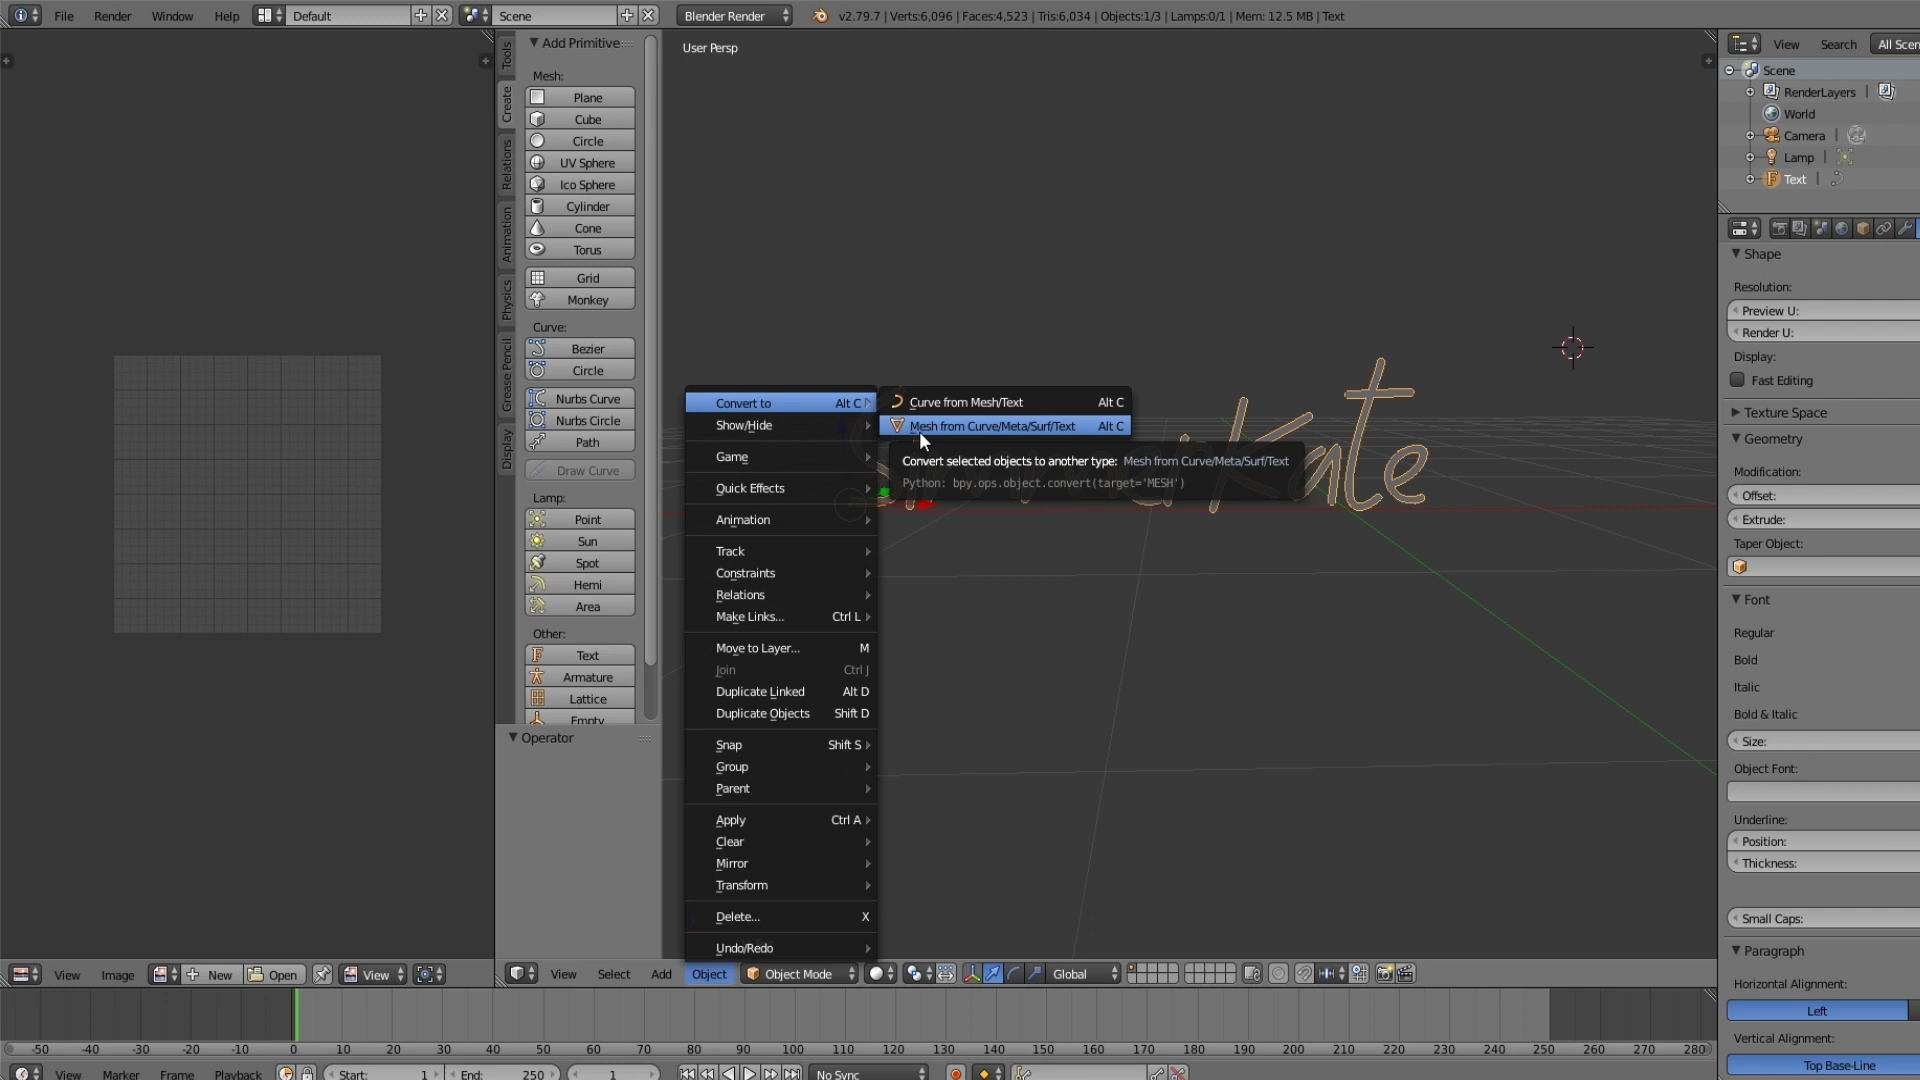 File Render Window Help Default Scene Blender Render v2.79.7 | Verts:6,096 | Faces:4,523 | Tris:6,034 | Objects:1/3 | Lamps:0/1 | Mem: 12.5 MB | Text
Tools
Create
Relations
Animation
Physics
Grease Pencil
Display
Add Primitive
Mesh:
Plane
Cube
Circle
UV Sphere
Ico Sphere
Cylinder
Cone
Torus
Grid
Monkey
Curve:
Bezier
Circle
Nurbs Curve
Nurbs Circle
Path
Draw Curve
Lamp:
Point
Sun
Spot
Hemi
Area
Other:
Text
Armature
Lattice
Empty
Operator
User Persp
Kate
Convert to Alt C
Show/Hide
Game
Quick Effects
Animation
Track
Constraints
Relations
Make Links... Ctrl L
Move to Layer... M
Join Ctrl J
Duplicate Linked Alt D
Duplicate Objects Shift D
Snap Shift S
Group
Parent
Apply Ctrl A
Clear
Mirror
Transform
Delete... X
Undo/Redo
Curve from Mesh/Text Alt C
Mesh from Curve/Meta/Surf/Text Alt C
Convert selected objects to another type: Mesh from Curve/Meta/Surf/Text
Python: bpy.ops.object.convert(target='MESH')
View Search All Scen
Scene
RenderLayers |
World
Camera |
Lamp |
Text |
Shape
Resolution:
Preview U:
Render U:
Display:
Fast Editing
Texture Space
Geometry
Modification:
Offset:
Extrude:
Taper Object:
Font
Regular
Bold
Italic
Bold & Italic
Size:
Object Font:
Underline:
Position:
Thickness:
Small Caps:
Paragraph
Horizontal Alignment:
Left
Vertical Alignment:
Top Base-Line
View Image New Open View
View Select Add Object Object Mode Global
-50 -40 -30 -20 -10 0 10 20 30 40 50 60 70 80 90 100 110 120 130 140 150 160 170 180 190 200 210 220 230 240 250 260 270 280
View Marker Frame Playback Start: 1 End: 250 1 No Sync